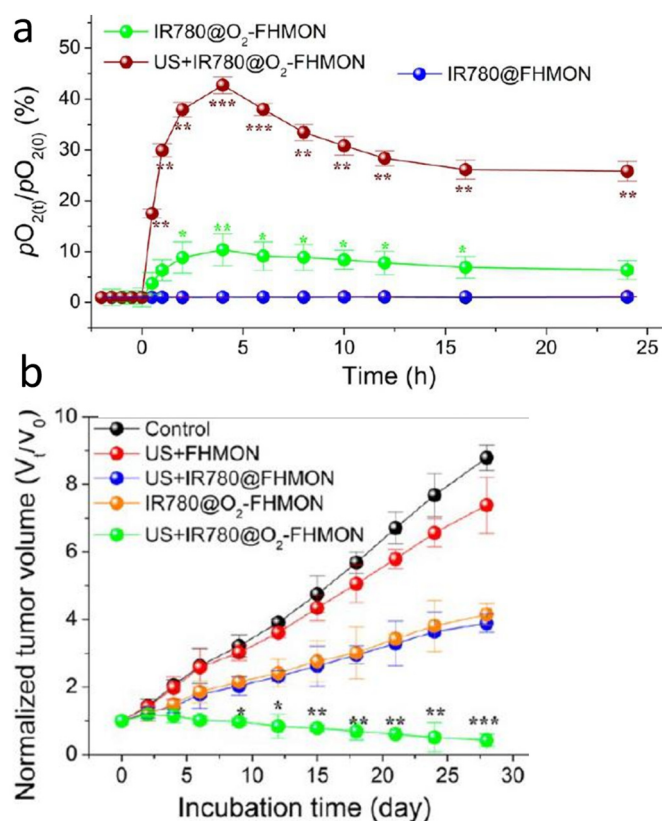 a
IR780@O₂-FHMON
US+IR780@O₂-FHMON
IR780@FHMON
pO₂₍ₜ₎/pO₂₍₀₎ (%)
50
40
30
20
10
0
** ** *** *** ** ** ** ** **
* ** * * * * *
0 5 10 15 20 25
Time (h)
b
Control
US+FHMON
US+IR780@FHMON
IR780@O₂-FHMON
US+IR780@O₂-FHMON
Normalized tumor volume (Vₜ/V₀)
10
8
6
4
2
0
* * ** ** ** ** ***
0 5 10 15 20 25 30
Incubation time (day)